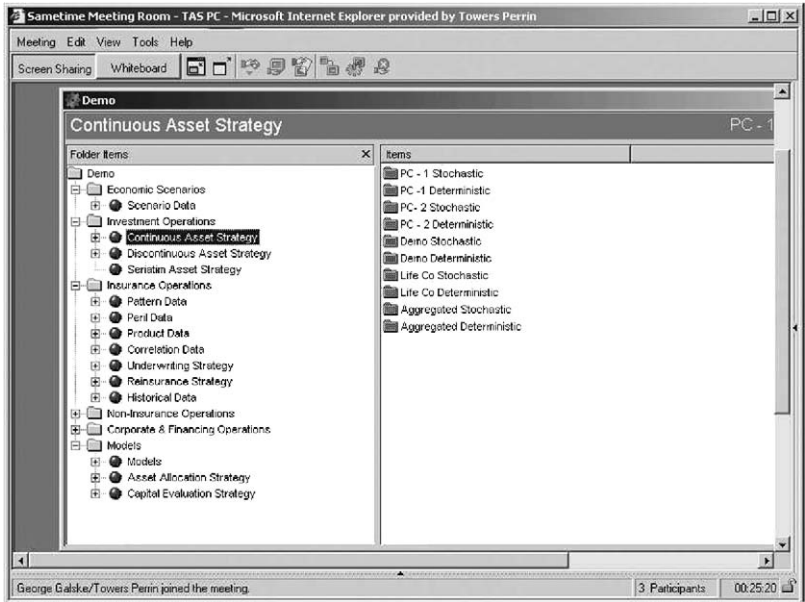 Sametime Meeting Room - TAS PC - Microsoft Internet Explorer provided by Towers Perrin
Meeting Edit View Tools Help
Screen Sharing Whiteboard
Demo
Continuous Asset Strategy PC - 1
Folder Items
Demo
Economic Scenarios
Scenario Data
Investment Operations
Continuous Asset Strategy
Discontinuous Asset Strategy
Seriatim Asset Strategy
Insurance Operations
Pattern Data
Peril Data
Product Data
Correlation Data
Underwriting Strategy
Reinsurance Strategy
Historical Data
Non-Insurance Operations
Corporate & Financing Operations
Models
Models
Asset Allocation Strategy
Capital Evaluation Strategy
Items
PC - 1 Stochastic
PC -1 Deterministic
PC- 2 Stochastic
PC - 2 Deterministic
Demo Stochastic
Demo Deterministic
Life Co Stochastic
Life Co Deterministic
Aggregated Stochastic
Aggregated Deterministic
George Galske/Towers Perrin joined the meeting.
3 Participants 00:25:20